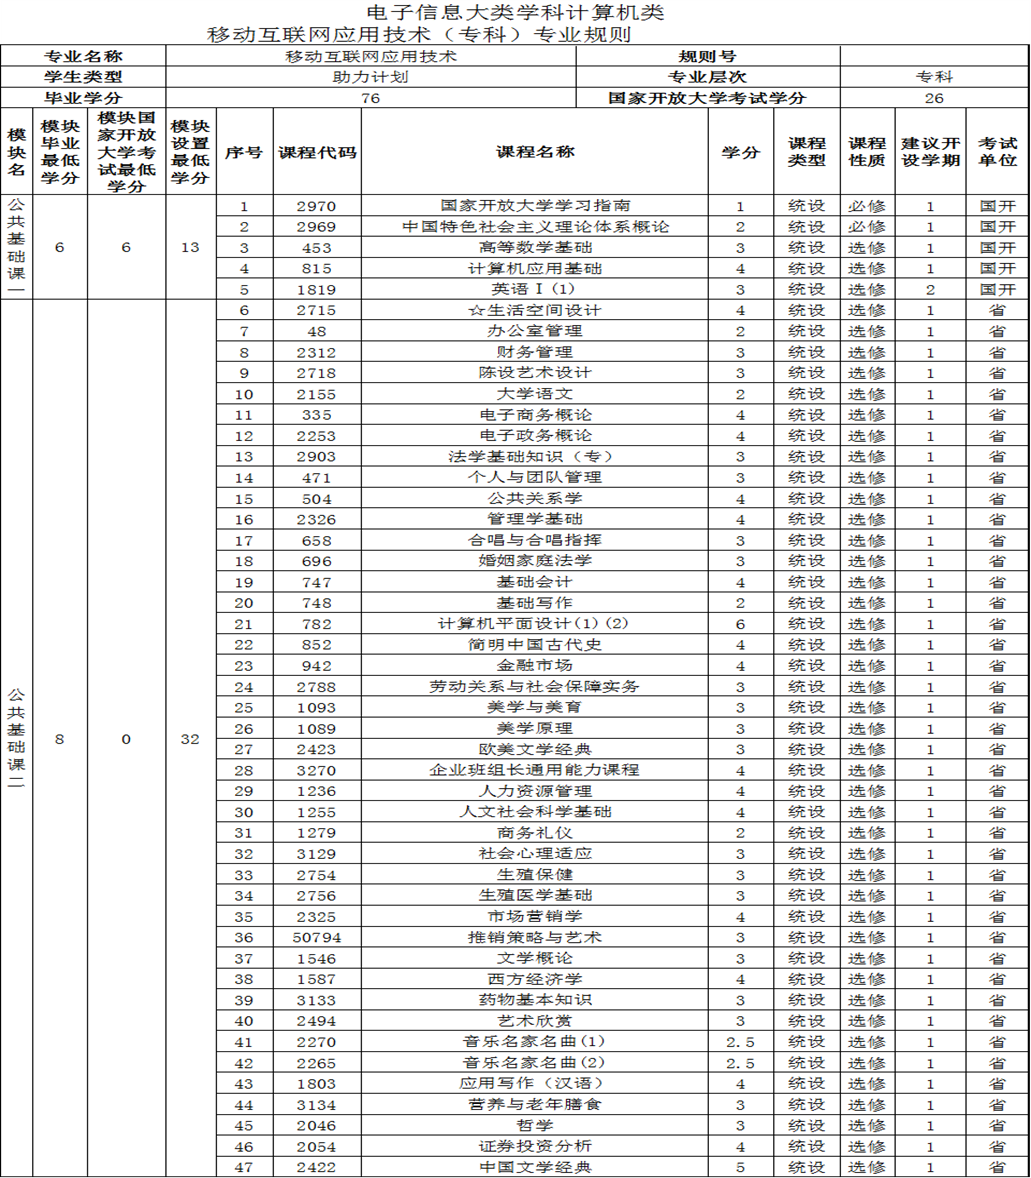 电子信息大类学科计算机类
移动互联网应用技术（专科）专业规则
专业名称 移动互联网应用技术 规则号
学生类型 助力计划 专业层次 专科
毕业学分 76 国家开放大学考试学分 26
模块名 模块毕业最低学分 模块国家开放大学考试最低学分 模块设置最低学分 序号 课程代码 课程名称 学分 课程类型 课程性质 建议开设学期 考试单位
公共基础课一 6 6 13
1 2970 国家开放大学学习指南 1 统设 必修 1 国开
2 2969 中国特色社会主义理论体系概论 2 统设 必修 1 国开
3 453 高等数学基础 3 统设 选修 1 国开
4 815 计算机应用基础 4 统设 选修 1 国开
5 1819 英语Ⅰ(1) 3 统设 选修 2 国开
公共基础课二 8 0 32
6 2715 ☆生活空间设计 4 统设 选修 1 省
7 48 办公室管理 2 统设 选修 1 省
8 2312 财务管理 3 统设 选修 1 省
9 2718 陈设艺术设计 3 统设 选修 1 省
10 2155 大学语文 2 统设 选修 1 省
11 335 电子商务概论 4 统设 选修 1 省
12 2253 电子政务概论 4 统设 选修 1 省
13 2903 法学基础知识（专） 3 统设 选修 1 省
14 471 个人与团队管理 3 统设 选修 1 省
15 504 公共关系学 4 统设 选修 1 省
16 2326 管理学基础 4 统设 选修 1 省
17 658 合唱与合唱指挥 3 统设 选修 1 省
18 696 婚姻家庭法学 3 统设 选修 1 省
19 747 基础会计 4 统设 选修 1 省
20 748 基础写作 2 统设 选修 1 省
21 782 计算机平面设计(1)(2) 6 统设 选修 1 省
22 852 简明中国古代史 4 统设 选修 1 省
23 942 金融市场 4 统设 选修 1 省
24 2788 劳动关系与社会保障实务 3 统设 选修 1 省
25 1093 美学与美育 3 统设 选修 1 省
26 1089 美学原理 3 统设 选修 1 省
27 2423 欧美文学经典 3 统设 选修 1 省
28 3270 企业班组长通用能力课程 4 统设 选修 1 省
29 1236 人力资源管理 4 统设 选修 1 省
30 1255 人文社会科学基础 4 统设 选修 1 省
31 1279 商务礼仪 2 统设 选修 1 省
32 3129 社会心理适应 3 统设 选修 1 省
33 2754 生殖保健 3 统设 选修 1 省
34 2756 生殖医学基础 3 统设 选修 1 省
35 2325 市场营销学 4 统设 选修 1 省
36 50794 推销策略与艺术 3 统设 选修 1 省
37 1546 文学概论 3 统设 选修 1 省
38 1587 西方经济学 4 统设 选修 1 省
39 3133 药物基本知识 3 统设 选修 1 省
40 2494 艺术欣赏 3 统设 选修 1 省
41 2270 音乐名家名曲(1) 2.5 统设 选修 1 省
42 2265 音乐名家名曲(2) 2.5 统设 选修 1 省
43 1803 应用写作（汉语） 4 统设 选修 1 省
44 3134 营养与老年膳食 3 统设 选修 1 省
45 2046 哲学 3 统设 选修 1 省
46 2054 证券投资分析 4 统设 选修 1 省
47 2422 中国文学经典 5 统设 选修 1 省